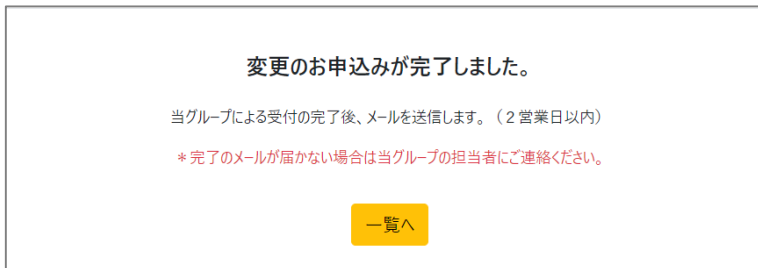 変更のお申込みが完了しました。
当グループによる受付の完了後、メールを送信します。（２営業日以内）
＊完了のメールが届かない場合は当グループの担当者にご連絡ください。
一覧へ